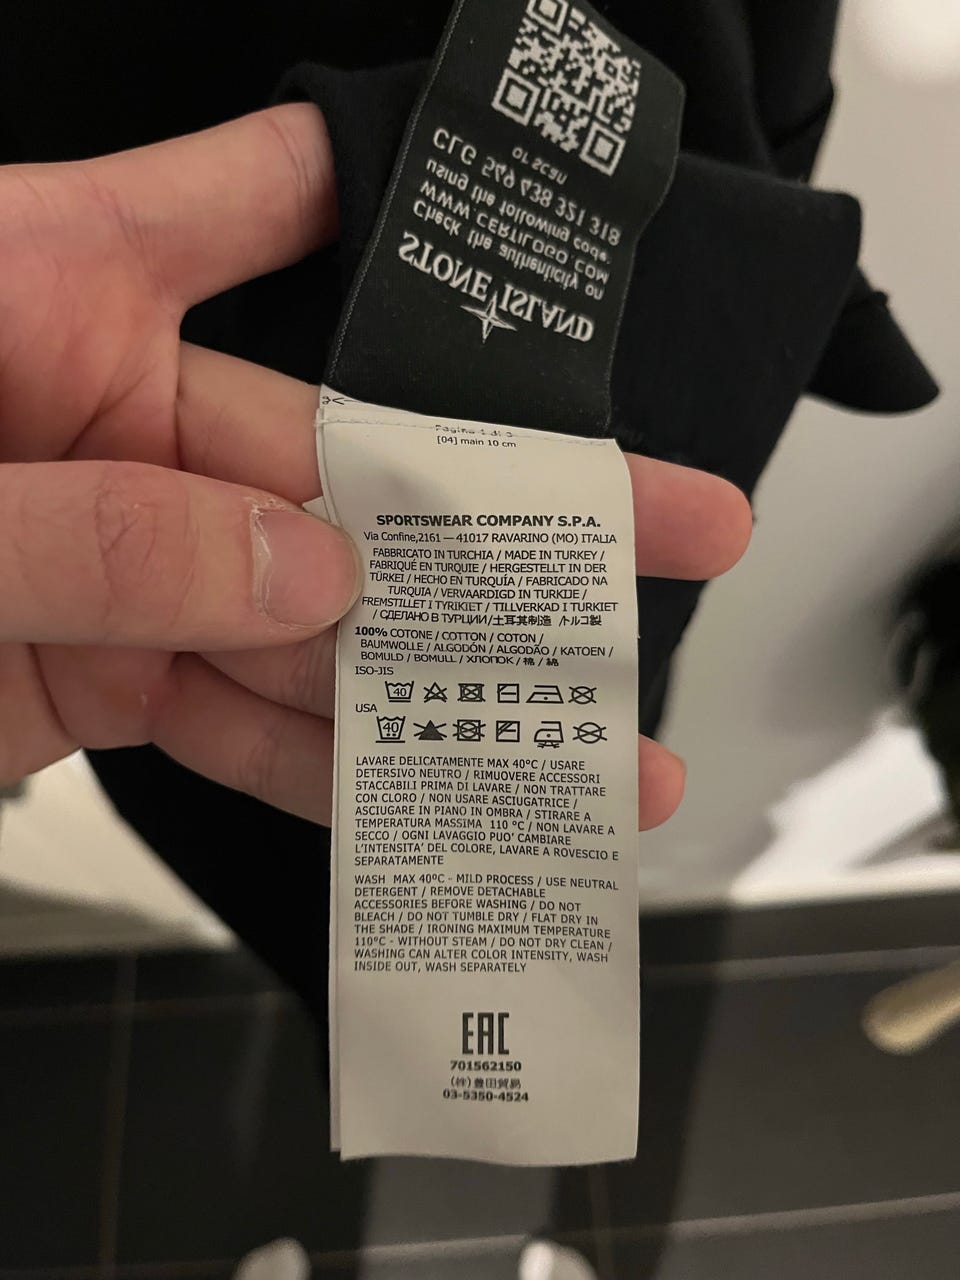 STONE ISLAND
Check the authenticity on
WWW.CERTILOGO.COM
using the following code:
CLG 549 438 321 318
or scan
[04] main 10 cm
SPORTSWEAR COMPANY S.P.A.
Via Confine,2161 — 41017 RAVARINO (MO) ITALIA
FABBRICATO IN TURCHIA / MADE IN TURKEY /
FABRIQUÉ EN TURQUIE / HERGESTELLT IN DER
TÜRKEI / HECHO EN TURQUÍA / FABRICADO NA
TURQUIA / VERVAARDIGD IN TURKIJE /
FREMSTILLET I TYRKIET / TILLVERKAD I TURKIET
/ СДЕЛАНО В ТУРЦИИ/土耳其制造 /トルコ製
100% COTONE / COTTON / COTON /
BAUMWOLLE / ALGODÓN / ALGODÃO / KATOEN /
BOMULD / BOMULL / ХЛОПОК / 棉 / 綿
ISO-JIS
40
USA
40
LAVARE DELICATAMENTE MAX 40°C / USARE
DETERSIVO NEUTRO / RIMUOVERE ACCESSORI
STACCABILI PRIMA DI LAVARE / NON TRATTARE
CON CLORO / NON USARE ASCIUGATRICE /
ASCIUGARE IN PIANO IN OMBRA / STIRARE A
TEMPERATURA MASSIMA 110 °C / NON LAVARE A
SECCO / OGNI LAVAGGIO PUO' CAMBIARE
L'INTENSITA' DEL COLORE, LAVARE A ROVESCIO E
SEPARATAMENTE
WASH MAX 40°C - MILD PROCESS / USE NEUTRAL
DETERGENT / REMOVE DETACHABLE
ACCESSORIES BEFORE WASHING / DO NOT
BLEACH / DO NOT TUMBLE DRY / FLAT DRY IN
THE SHADE / IRONING MAXIMUM TEMPERATURE
110°C - WITHOUT STEAM / DO NOT DRY CLEAN /
WASHING CAN ALTER COLOR INTENSITY, WASH
INSIDE OUT, WASH SEPARATELY
EAC
701562150
(株) 豊田貿易
03-5350-4524